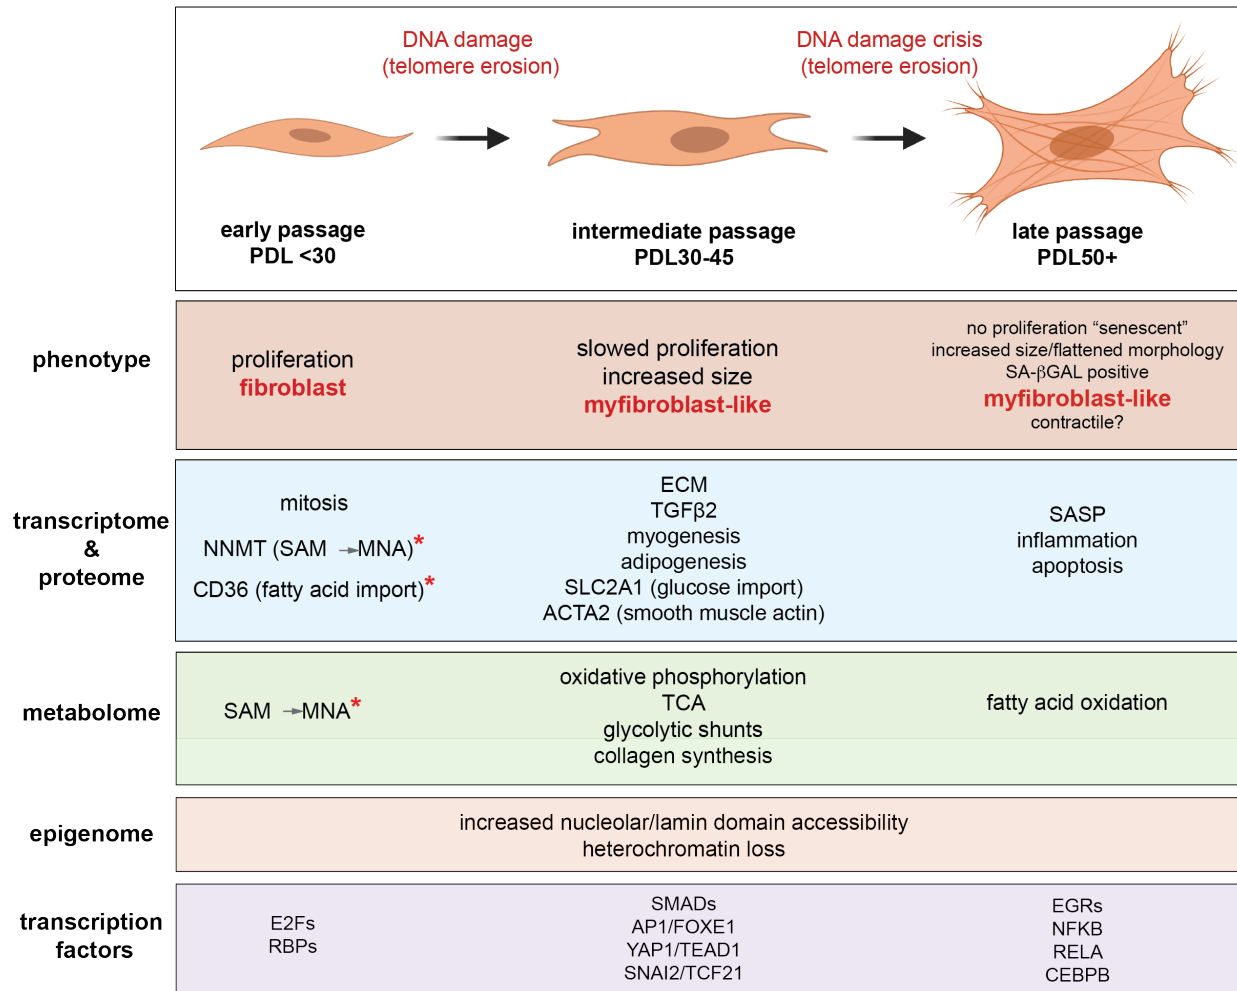 DNA damage
(telomere erosion)
DNA damage crisis
(telomere erosion)
early passage
PDL <30
intermediate passage
PDL30-45
late passage
PDL50+
phenotype
proliferation
fibroblast
slowed proliferation
increased size
myfibroblast-like
no proliferation “senescent”
increased size/flattened morphology
SA-βGAL positive
myfibroblast-like
contractile?
transcriptome
&
proteome
mitosis
NNMT (SAM →MNA)*
CD36 (fatty acid import)*
ECM
TGFβ2
myogenesis
adipogenesis
SLC2A1 (glucose import)
ACTA2 (smooth muscle actin)
SASP
inflammation
apoptosis
metabolome
SAM →MNA*
oxidative phosphorylation
TCA
glycolytic shunts
collagen synthesis
fatty acid oxidation
epigenome
increased nucleolar/lamin domain accessibility
heterochromatin loss
transcription
factors
E2Fs
RBPs
SMADs
AP1/FOXE1
YAP1/TEAD1
SNAI2/TCF21
EGRs
NFKB
RELA
CEBPB